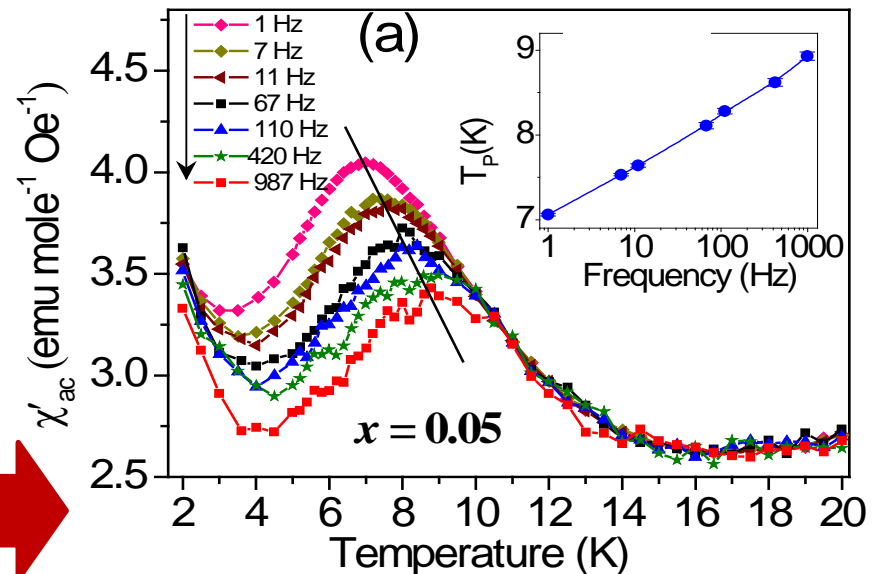 (a)
1 Hz
7 Hz
11 Hz
67 Hz
110 Hz
420 Hz
987 Hz
χ′ac (emu mole⁻¹ Oe⁻¹)
4.5
4.0
3.5
3.0
2.5
x = 0.05
2 4 6 8 10 12 14 16 18 20
Temperature (K)
TP(K)
9
8
7
1 10 100 1000
Frequency (Hz)